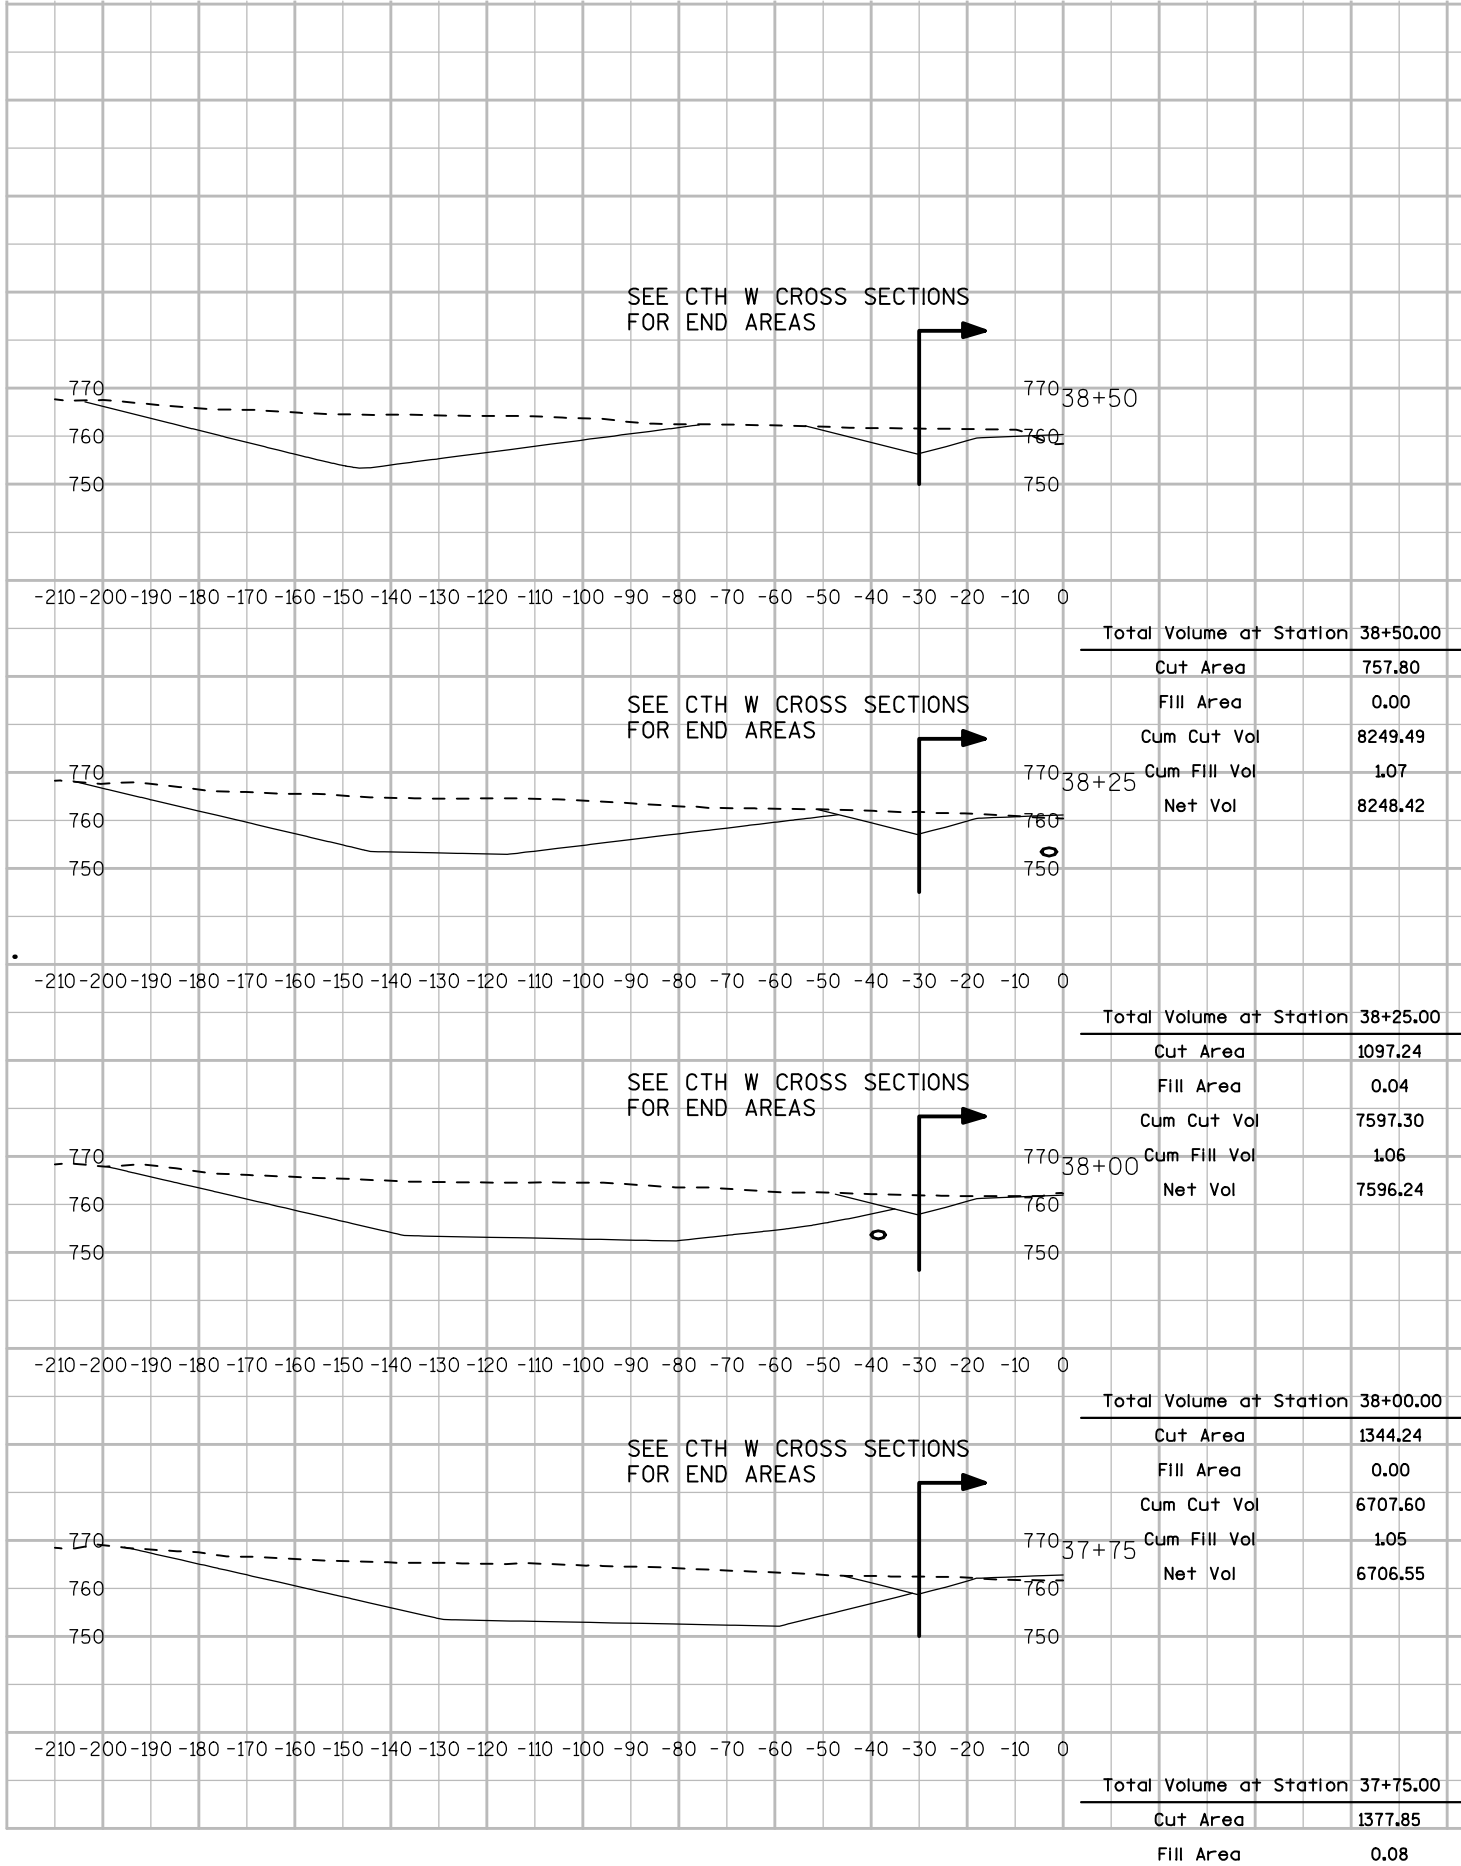 SEE CTH W CROSS SECTIONS
FOR END AREAS
770 770 38+50
760 760
750 750
-210 -200 -190 -180 -170 -160 -150 -140 -130 -120 -110 -100 -90 -80 -70 -60 -50 -40 -30 -20 -10 0
Total Volume at Station 38+50.00
Cut Area 757.80
Fill Area 0.00
Cum Cut Vol 8249.49
Cum Fill Vol 1.07
Net Vol 8248.42
SEE CTH W CROSS SECTIONS
FOR END AREAS
770 770 38+25
760 760
750 750
-210 -200 -190 -180 -170 -160 -150 -140 -130 -120 -110 -100 -90 -80 -70 -60 -50 -40 -30 -20 -10 0
Total Volume at Station 38+25.00
Cut Area 1097.24
Fill Area 0.04
Cum Cut Vol 7597.30
Cum Fill Vol 1.06
Net Vol 7596.24
SEE CTH W CROSS SECTIONS
FOR END AREAS
770 770 38+00
760 760
750 750
-210 -200 -190 -180 -170 -160 -150 -140 -130 -120 -110 -100 -90 -80 -70 -60 -50 -40 -30 -20 -10 0
Total Volume at Station 38+00.00
Cut Area 1344.24
Fill Area 0.00
Cum Cut Vol 6707.60
Cum Fill Vol 1.05
Net Vol 6706.55
SEE CTH W CROSS SECTIONS
FOR END AREAS
770 770 37+75
760 760
750 750
-210 -200 -190 -180 -170 -160 -150 -140 -130 -120 -110 -100 -90 -80 -70 -60 -50 -40 -30 -20 -10 0
Total Volume at Station 37+75.00
Cut Area 1377.85
Fill Area 0.08